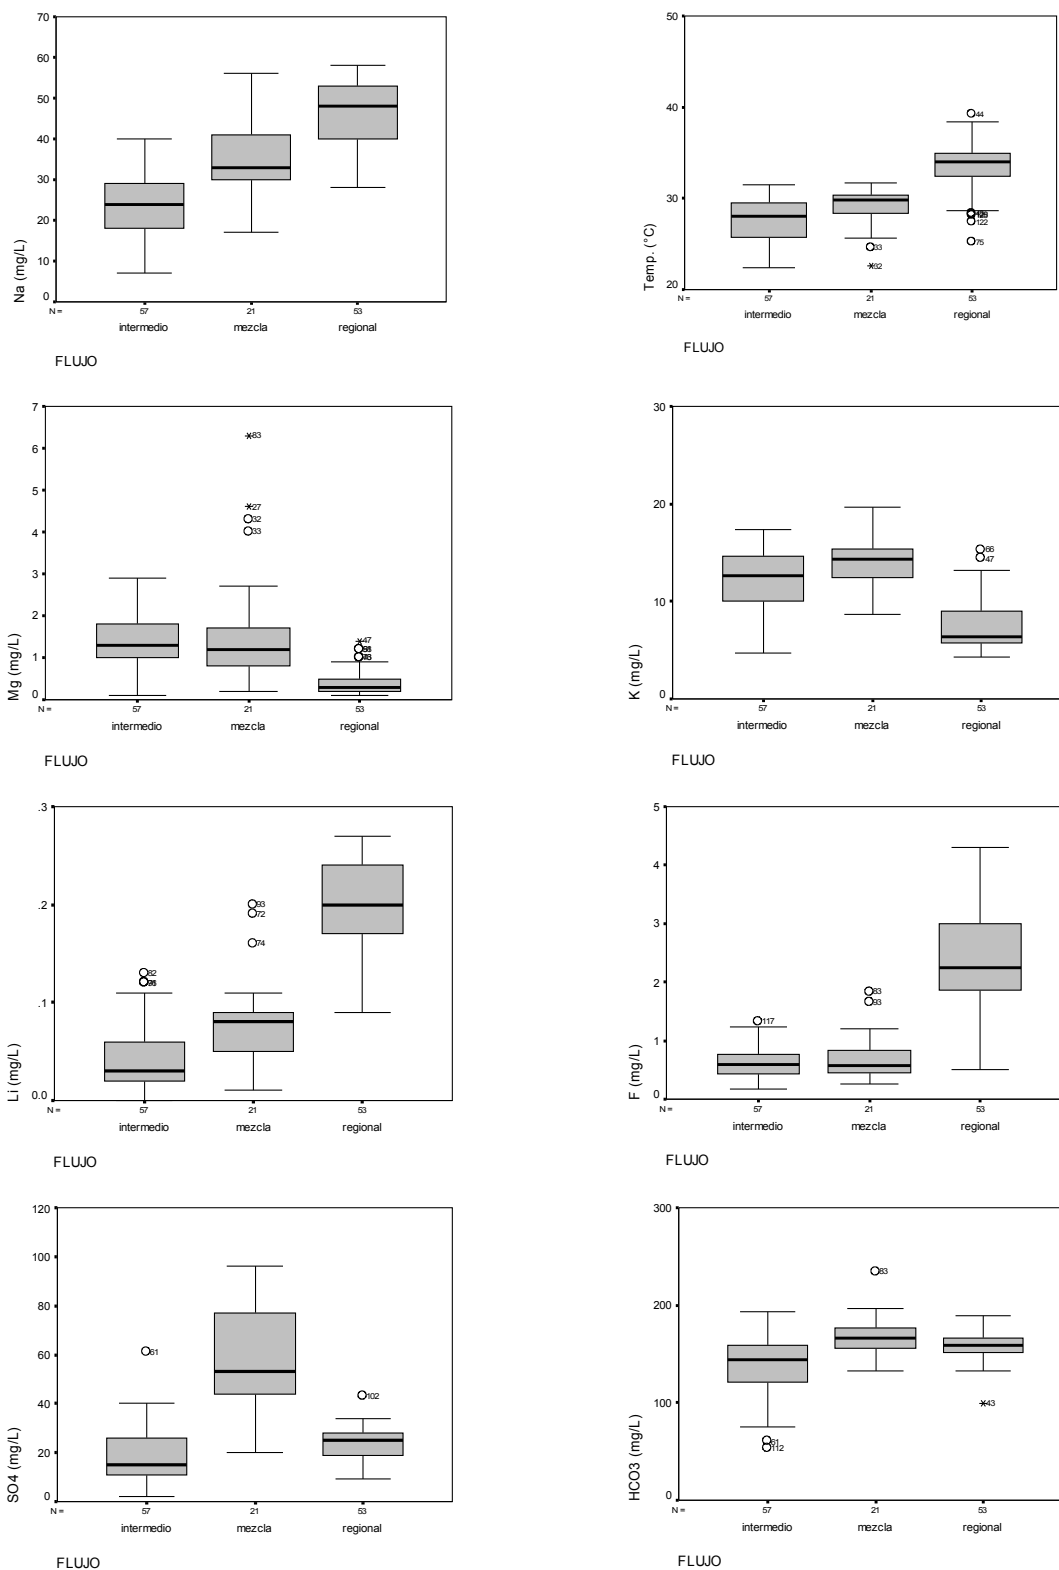 70
60
50
40
30
20
10
0
Na (mg/L)
N = 57 21 53
intermedio mezcla regional
FLUJO
50
40
30
20
Temp. (°C)
44
122
75
33
32
N = 57 21 53
intermedio mezcla regional
FLUJO
7
6
5
4
3
2
1
0
Mg (mg/L)
83
27
32
33
47
N = 57 21 53
intermedio mezcla regional
FLUJO
30
20
10
0
K (mg/L)
66
47
N = 57 21 53
intermedio mezcla regional
FLUJO
.3
.2
.1
0.0
Li (mg/L)
82
93
72
74
N = 57 21 53
intermedio mezcla regional
FLUJO
5
4
3
2
1
0
F (mg/L)
117
83
93
N = 57 21 53
intermedio mezcla regional
FLUJO
120
100
80
60
40
20
0
SO4 (mg/L)
61
102
N = 57 21 53
intermedio mezcla regional
FLUJO
300
200
100
0
HCO3 (mg/L)
83
61
112
43
N = 57 21 53
intermedio mezcla regional
FLUJO